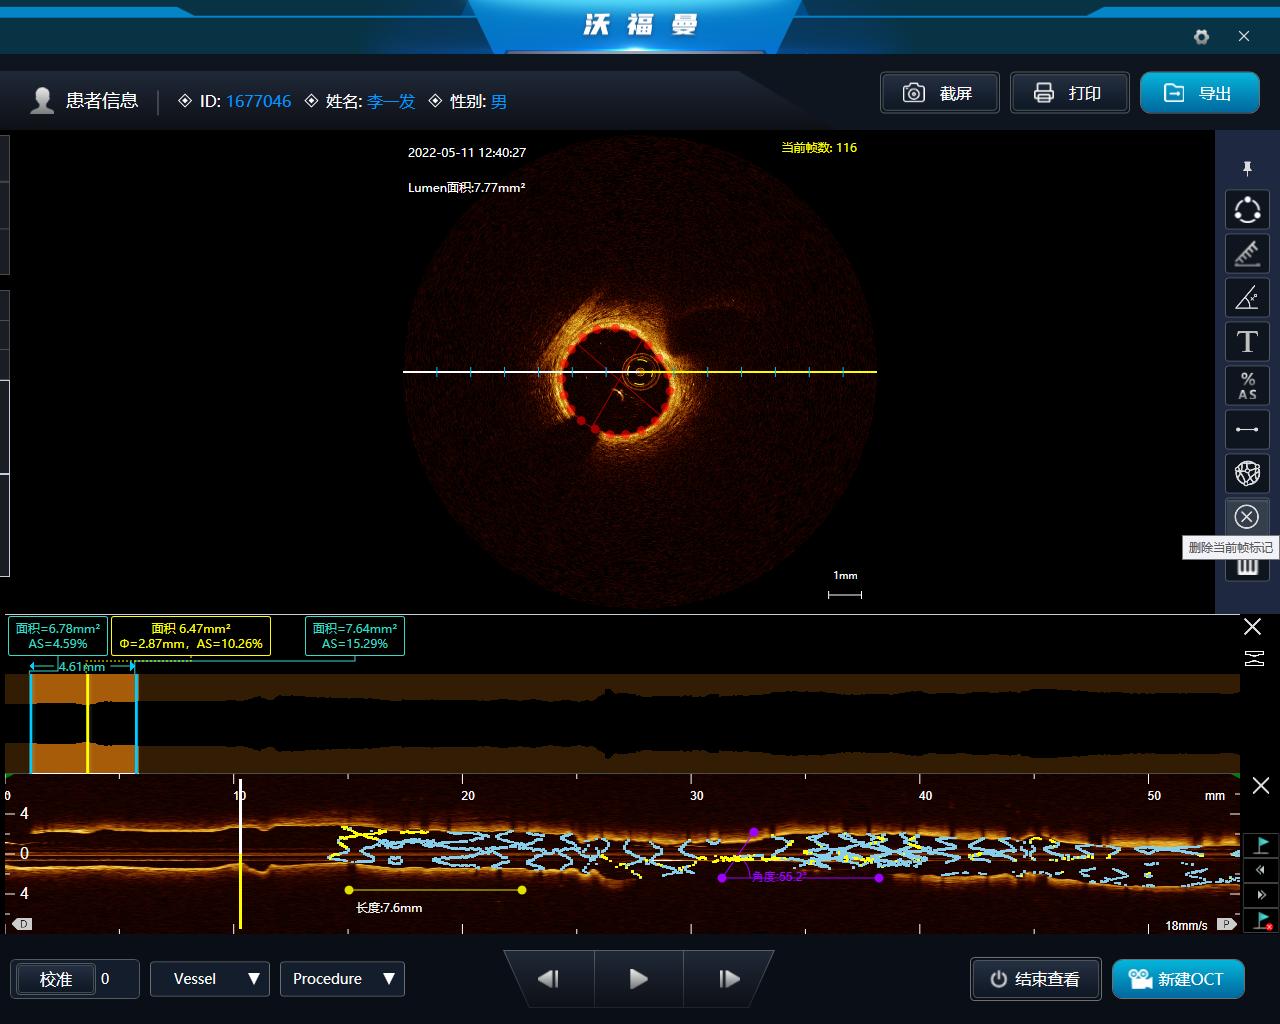 沃福曼
患者信息
ID: 1677046
姓名: 李一发
性别: 男
截屏
打印
导出
2022-05-11 12:40:27
当前帧数: 116
Lumen面积:7.77mm²
T
%
AS
删除当前帧标记
1mm
面积=6.78mm²
AS=4.59%
面积 6.47mm²
Φ=2.87mm，AS=10.26%
面积=7.64mm²
AS=15.29%
4.61mm
0 10 20 30 40 50 mm
4
0
4
角度:55.2°
长度:7.6mm
D
18mm/s
P
校准 0
Vessel
Procedure
结束查看
新建OCT